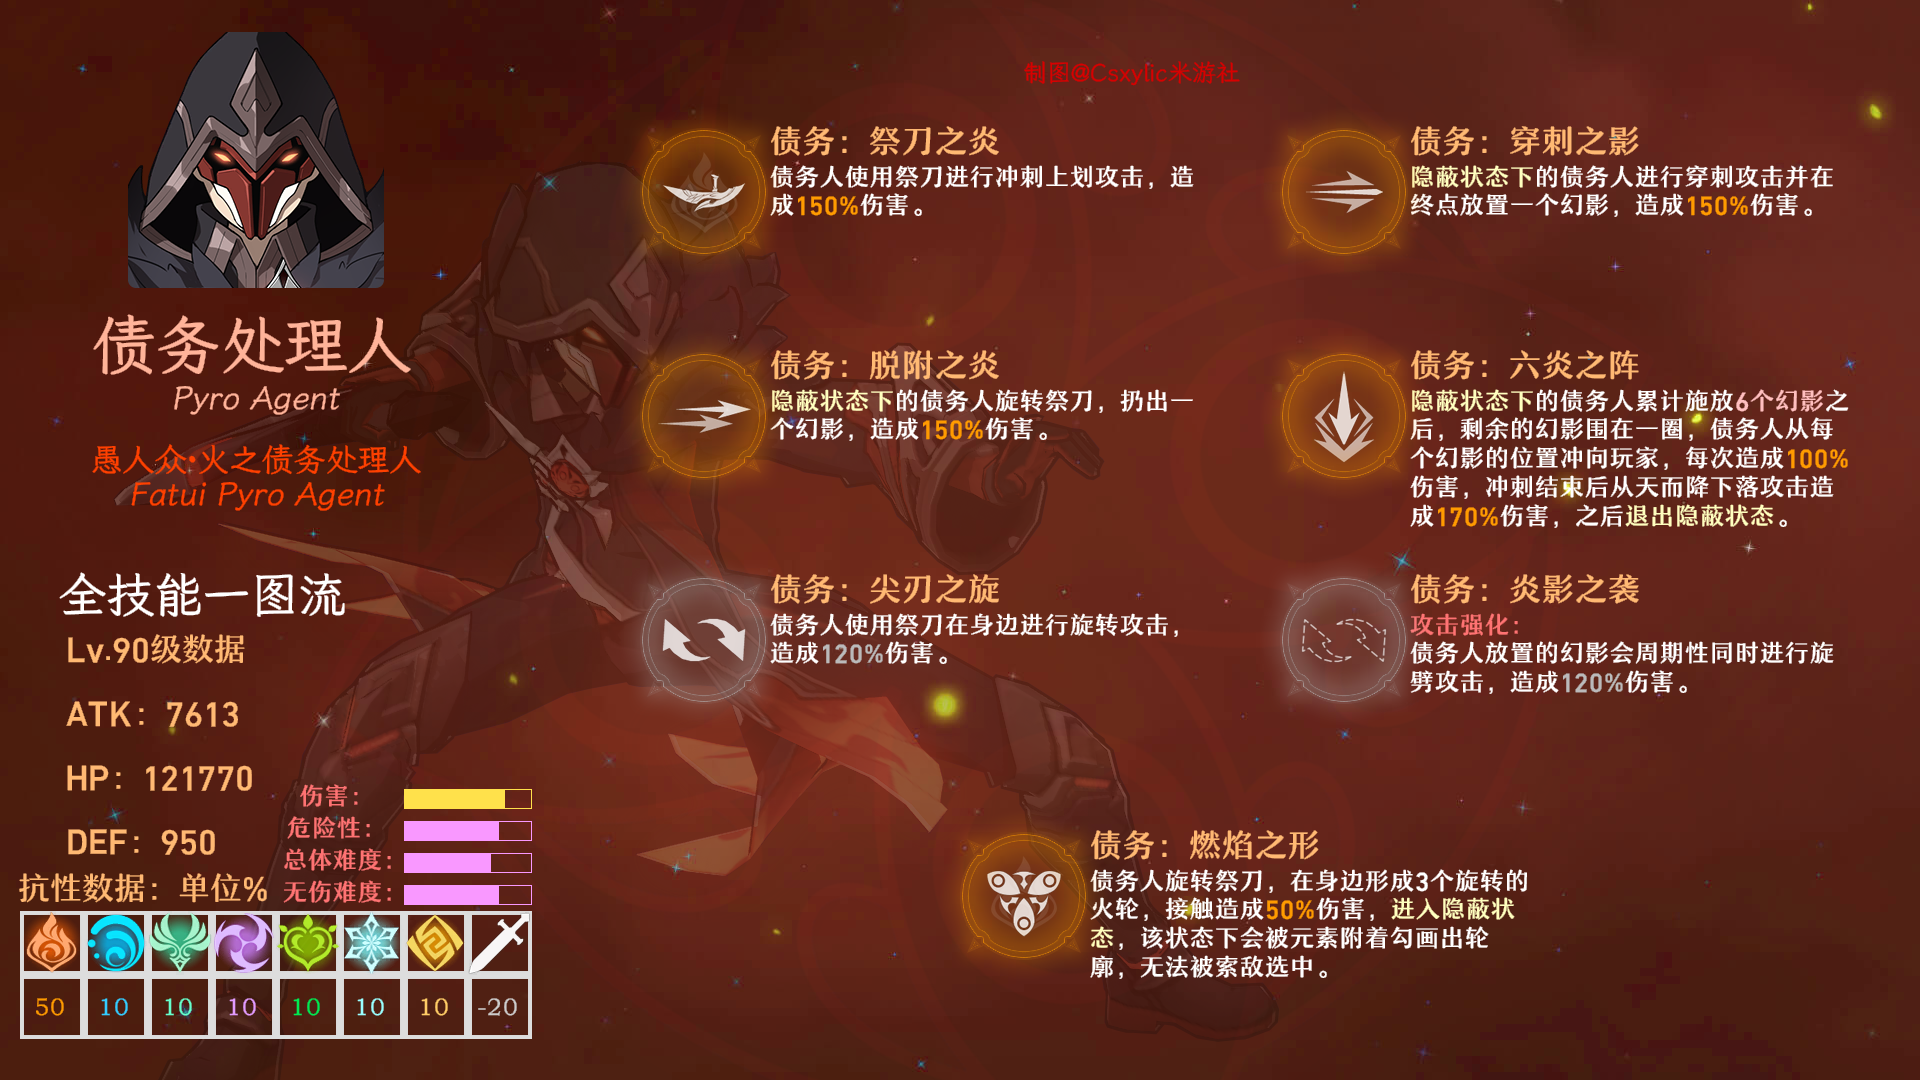 制图@Csxylic米游社
债务处理人
Pyro Agent
愚人众·火之债务处理人
Fatui Pyro Agent
全技能一图流
Lv.90级数据
ATK：7613
HP：121770
DEF：950
伤害：
危险性：
总体难度：
无伤难度：
抗性数据：单位%
50 10 10 10 10 10 10 -20
债务：祭刀之炎
债务人使用祭刀进行冲刺上划攻击，造
成150%伤害。
债务：穿刺之影
隐蔽状态下的债务人进行穿刺攻击并在
终点放置一个幻影，造成150%伤害。
债务：脱附之炎
隐蔽状态下的债务人旋转祭刀，扔出一
个幻影，造成150%伤害。
债务：六炎之阵
隐蔽状态下的债务人累计施放6个幻影之
后，剩余的幻影围在一圈，债务人从每
个幻影的位置冲向玩家，每次造成100%
伤害，冲刺结束后从天而降下落攻击造
成170%伤害，之后退出隐蔽状态。
债务：尖刃之旋
债务人使用祭刀在身边进行旋转攻击，
造成120%伤害。
债务：炎影之袭
攻击强化：
债务人放置的幻影会周期性同时进行旋
劈攻击，造成120%伤害。
债务：燃焰之形
债务人旋转祭刀，在身边形成3个旋转的
火轮，接触造成50%伤害，进入隐蔽状
态，该状态下会被元素附着勾画出轮
廓，无法被索敌选中。